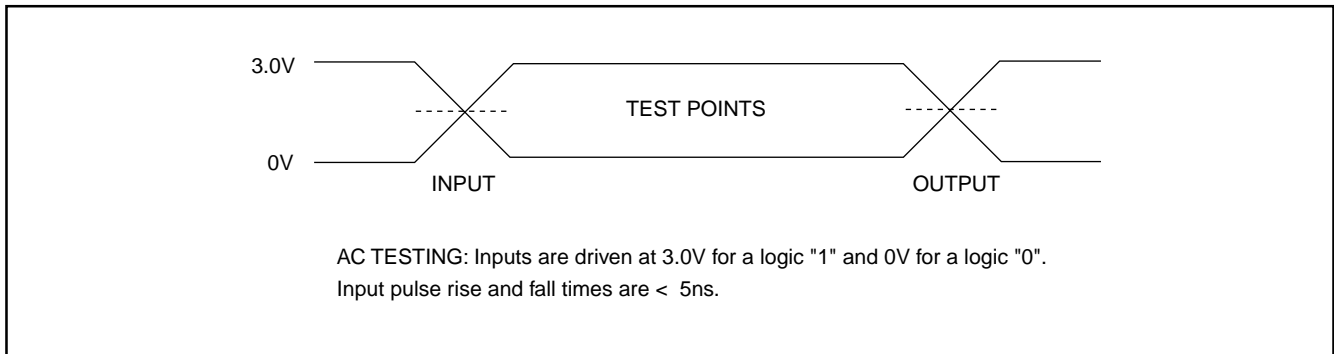 3.0V
TEST POINTS
0V
INPUT
OUTPUT
AC TESTING: Inputs are driven at 3.0V for a logic "1" and 0V for a logic "0".
Input pulse rise and fall times are < 5ns.